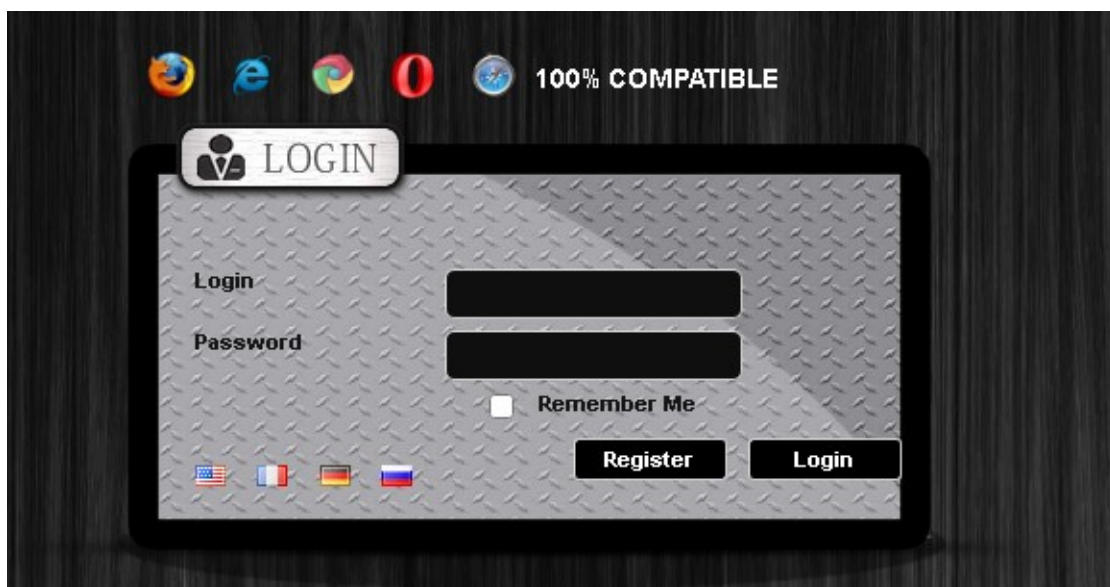 100% COMPATIBLE
LOGIN
Login
Password
Remember Me
Register Login